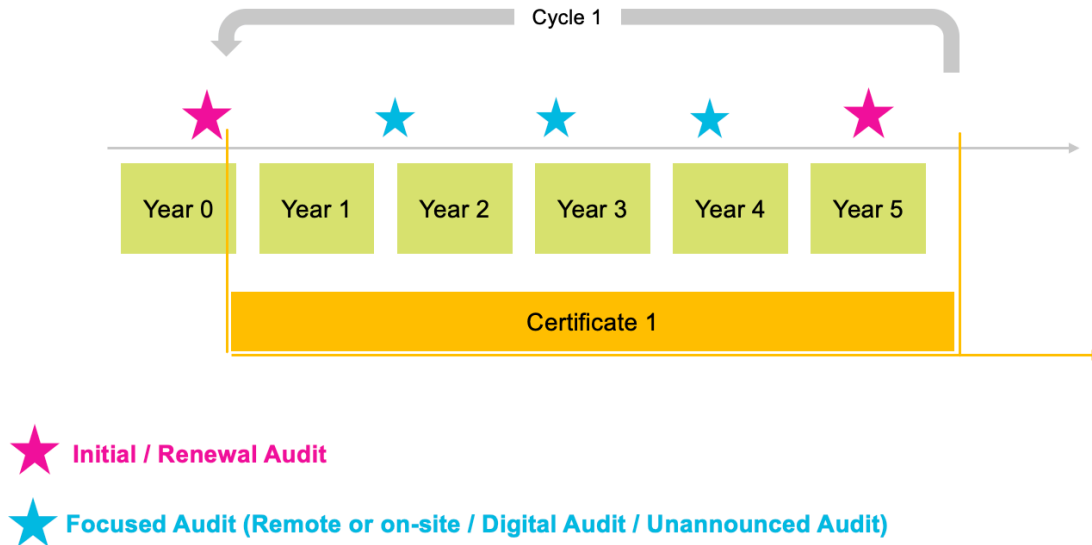 Cycle 1
Year 0
Year 1
Year 2
Year 3
Year 4
Year 5
Certificate 1
Initial / Renewal Audit
Focused Audit (Remote or on-site / Digital Audit / Unannounced Audit)